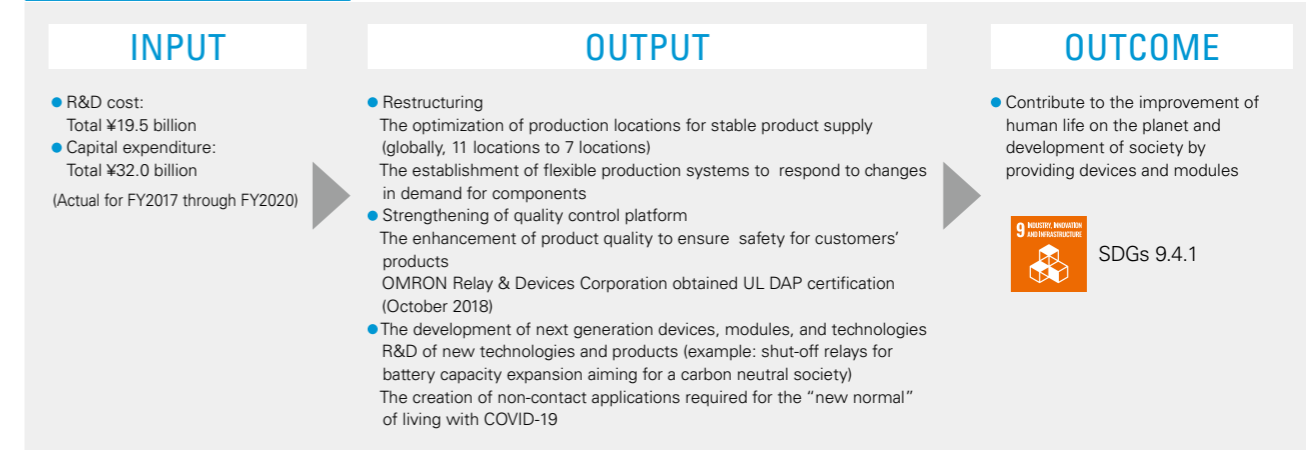 INPUT
● R&D cost:
Total ¥19.5 billion
● Capital expenditure:
Total ¥32.0 billion
(Actual for FY2017 through FY2020)
OUTPUT
● Restructuring
The optimization of production locations for stable product supply
(globally, 11 locations to 7 locations)
The establishment of flexible production systems to respond to changes
in demand for components
● Strengthening of quality control platform
The enhancement of product quality to ensure safety for customers’
products
OMRON Relay & Devices Corporation obtained UL DAP certification
(October 2018)
● The development of next generation devices, modules, and technologies
R&D of new technologies and products (example: shut-off relays for
battery capacity expansion aiming for a carbon neutral society)
The creation of non-contact applications required for the “new normal”
of living with COVID-19
OUTCOME
● Contribute to the improvement of
human life on the planet and
development of society by
providing devices and modules
9 INDUSTRY, INNOVATION
AND INFRASTRUCTURE
SDGs 9.4.1